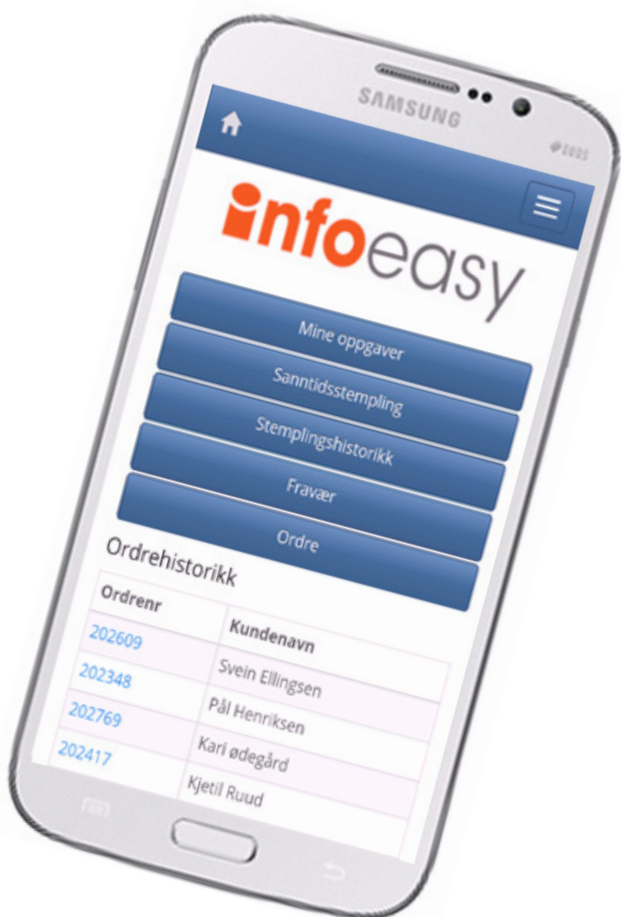 SAMSUNG
DUOS
infoeasy
Mine oppgaver
Sanntidsstempling
Stemplingshistorikk
Fravær
Ordre
Ordrehistorikk
Ordrenr Kundenavn
202609 Svein Ellingsen
202348 Pål Henriksen
202769 Kari ødegård
202417 Kjetil Ruud